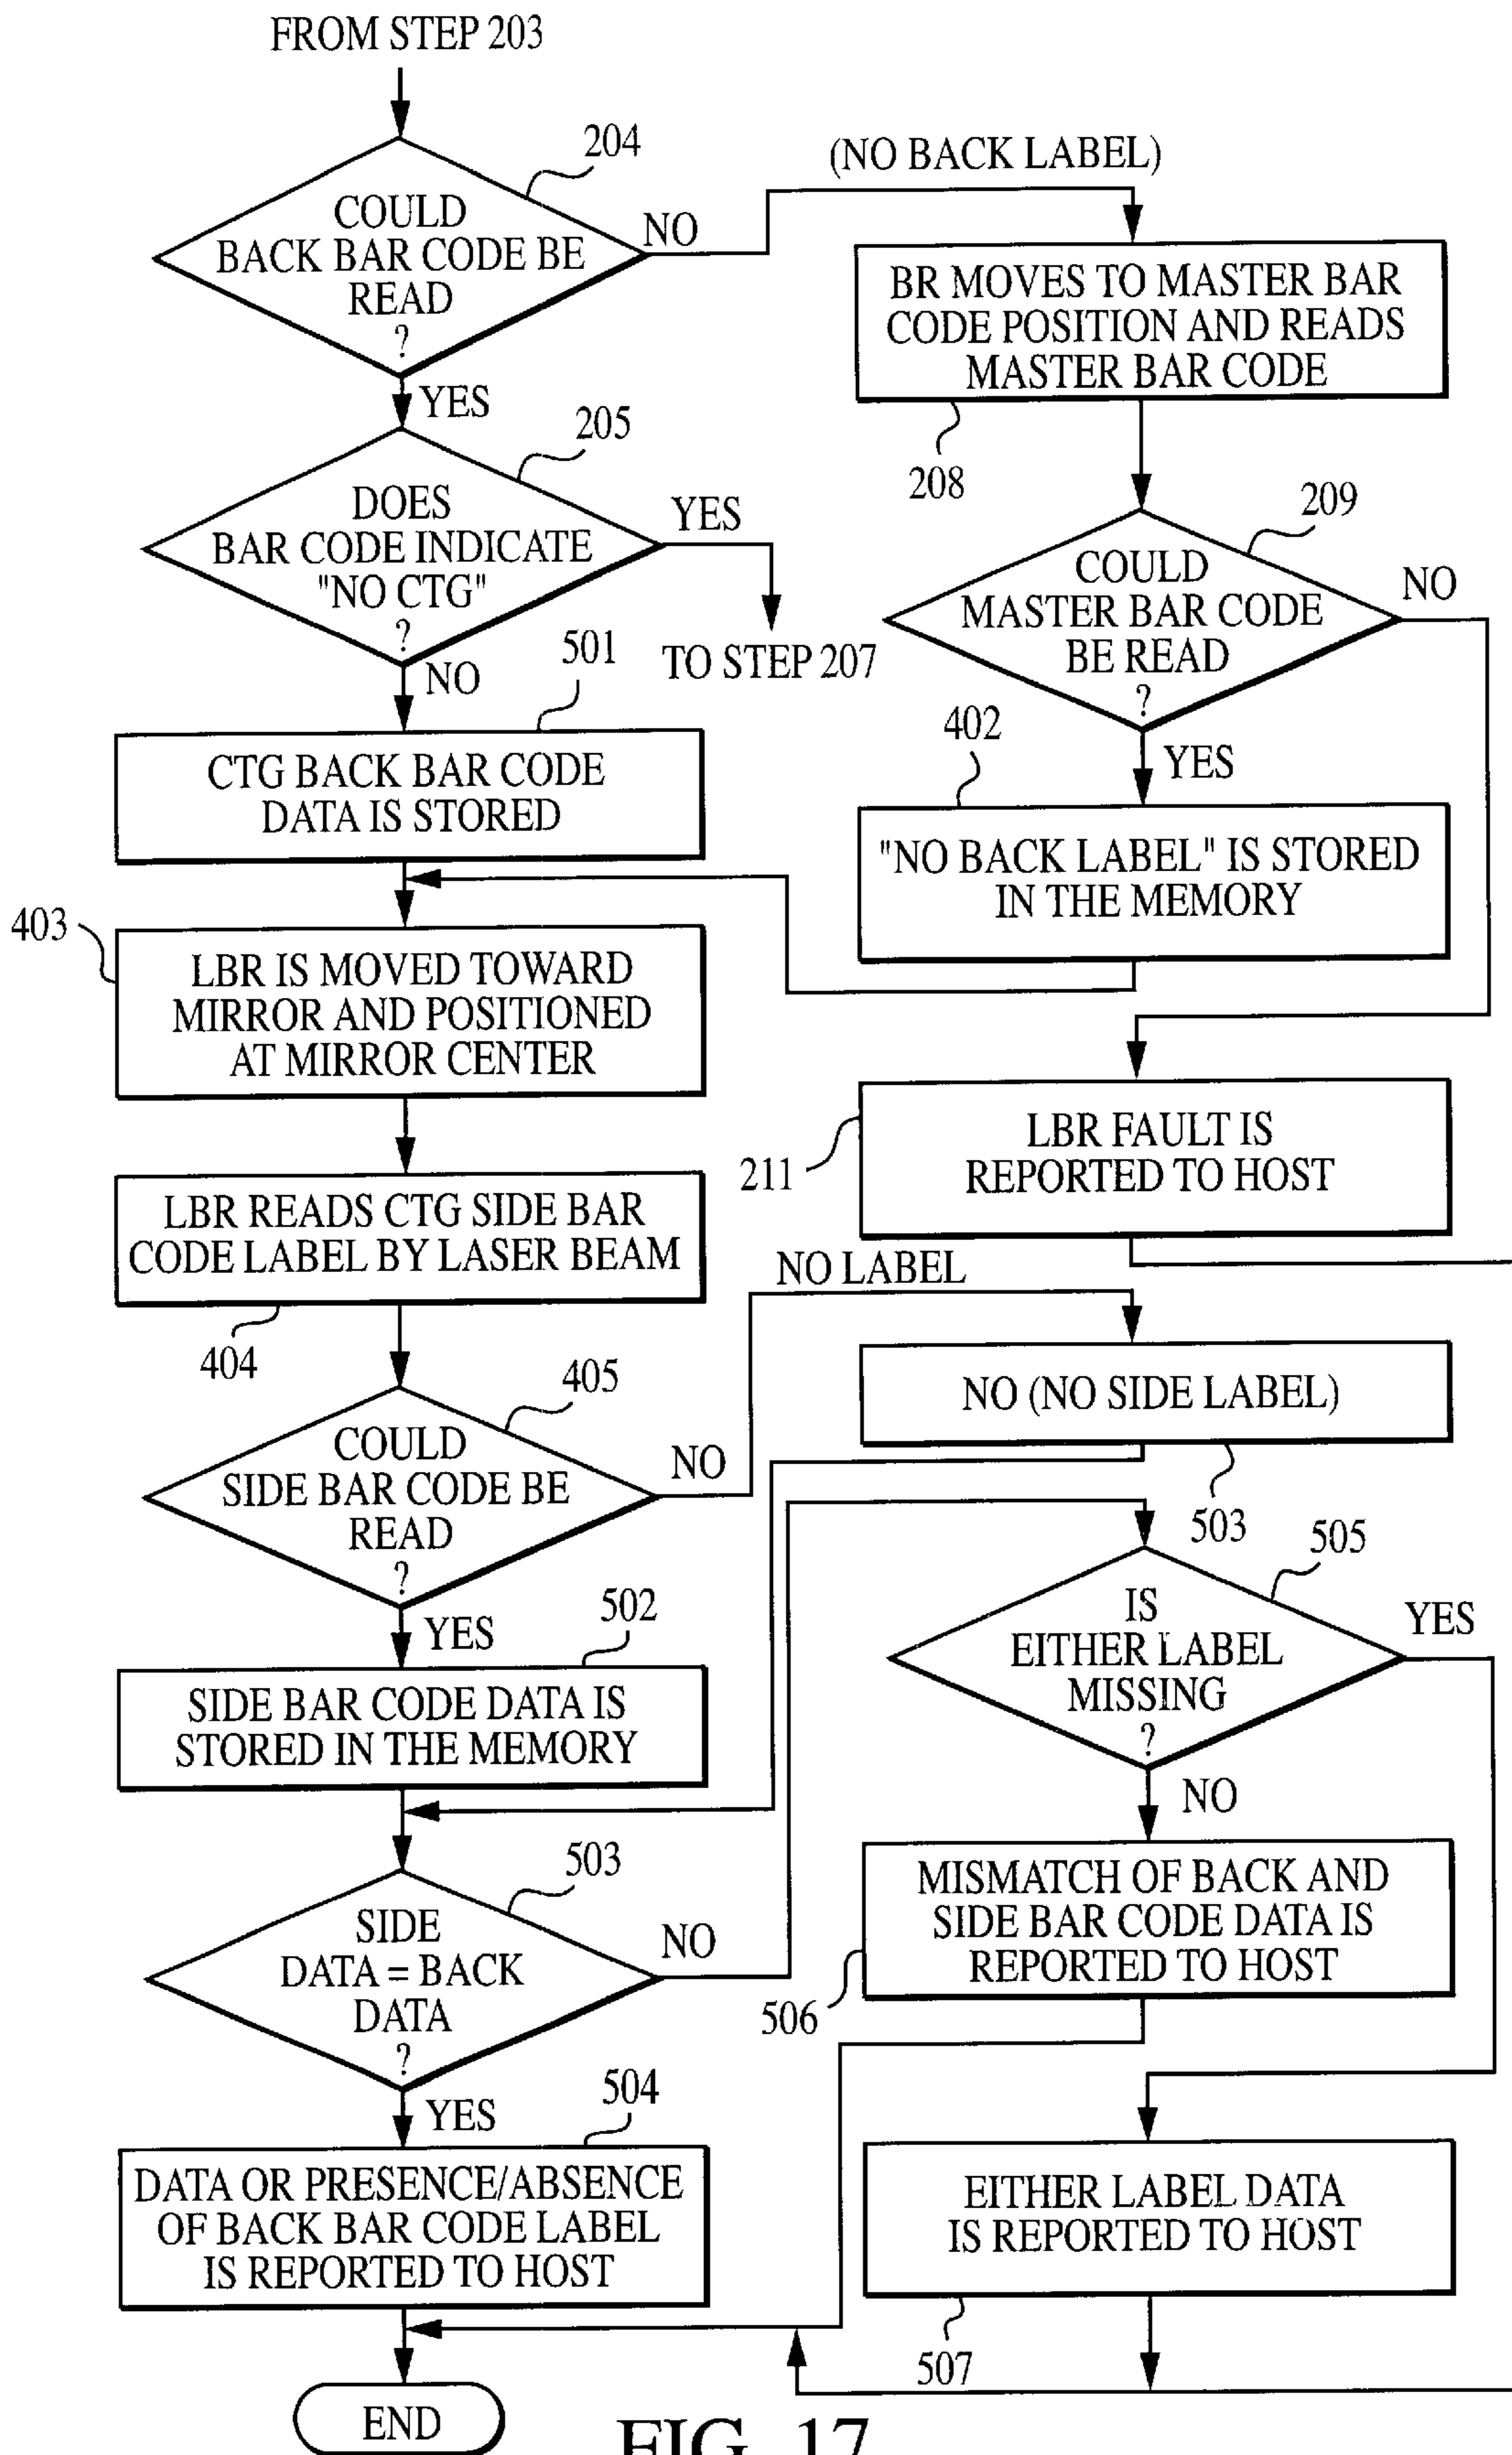 FROM STEP 203
204
COULD
BACK BAR CODE BE
READ
?
NO
(NO BACK LABEL)
YES
BR MOVES TO MASTER BAR
CODE POSITION AND READS
MASTER BAR CODE
208
205
DOES
BAR CODE INDICATE
"NO CTG"
?
YES
TO STEP 207
NO
209
COULD
MASTER BAR CODE
BE READ
?
NO
YES
501
CTG BACK BAR CODE
DATA IS STORED
402
"NO BACK LABEL" IS STORED
IN THE MEMORY
403
LBR IS MOVED TOWARD
MIRROR AND POSITIONED
AT MIRROR CENTER
211
LBR FAULT IS
REPORTED TO HOST
LBR READS CTG SIDE BAR
CODE LABEL BY LASER BEAM
404
NO LABEL
405
COULD
SIDE BAR CODE BE
READ
?
NO
YES
NO (NO SIDE LABEL)
503
505
IS
EITHER LABEL
MISSING
?
YES
NO
502
SIDE BAR CODE DATA IS
STORED IN THE MEMORY
503
SIDE
DATA = BACK
DATA
?
NO
YES
MISMATCH OF BACK AND
SIDE BAR CODE DATA IS
REPORTED TO HOST
506
504
DATA OR PRESENCE/ABSENCE
OF BACK BAR CODE LABEL
IS REPORTED TO HOST
EITHER LABEL DATA
IS REPORTED TO HOST
507
END
FIG. 17